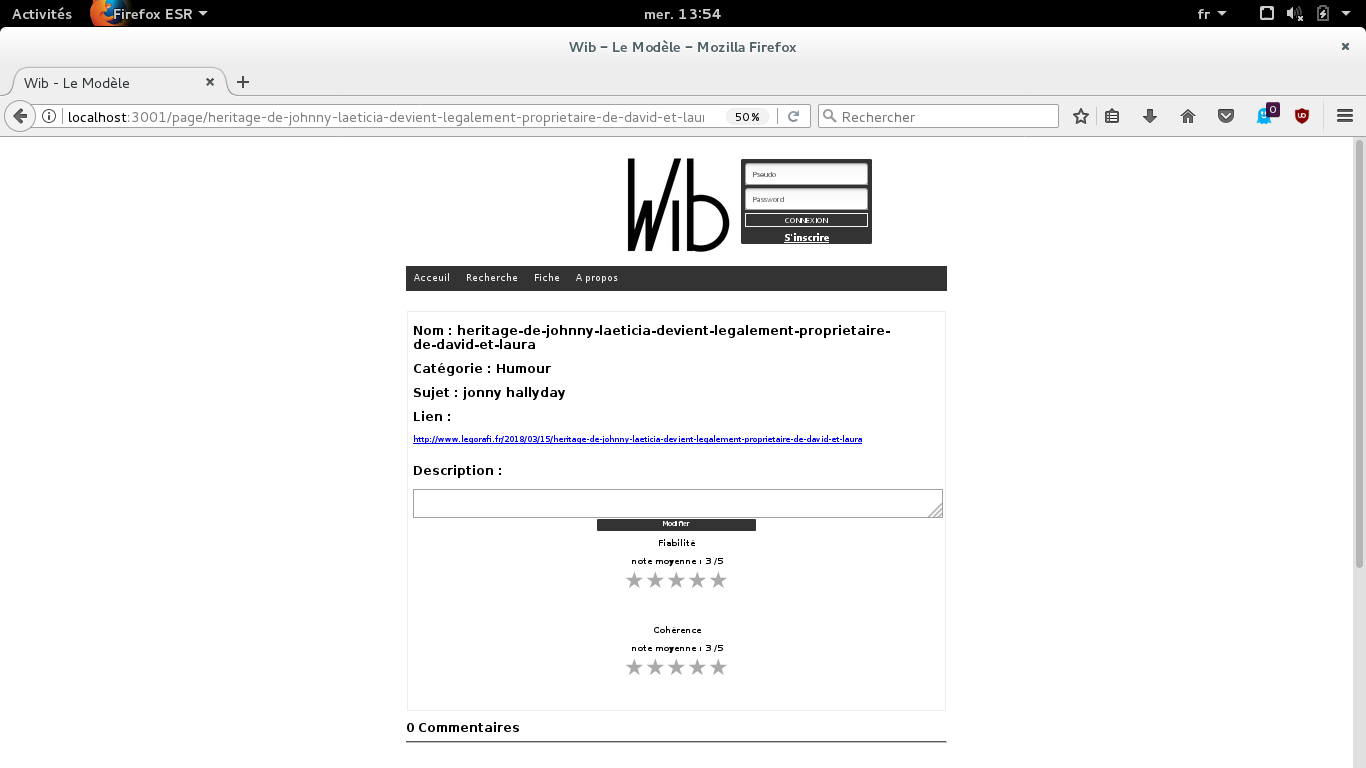 Activités Firefox ESR mer. 13:54 fr
Wib – Le Modèle – Mozilla Firefox
Wib - Le Modèle
localhost:3001/page/heritage-de-johnny-laeticia-devient-legalement-proprietaire-de-david-et-laur 50% Rechercher 0
Wib
Pseudo
Password
CONNEXION
S'inscrire
Acceuil Recherche Fiche A propos
Nom : heritage-de-johnny-laeticia-devient-legalement-proprietaire-
de-david-et-laura
Catégorie : Humour
Sujet : jonny hallyday
Lien :
http://www.legorafi.fr/2018/03/15/heritage-de-johnny-laeticia-devient-legalement-proprietaire-de-david-et-laura
Description :
Modifier
Fiabilité
note moyenne : 3 /5
Cohérence
note moyenne : 3 /5
0 Commentaires